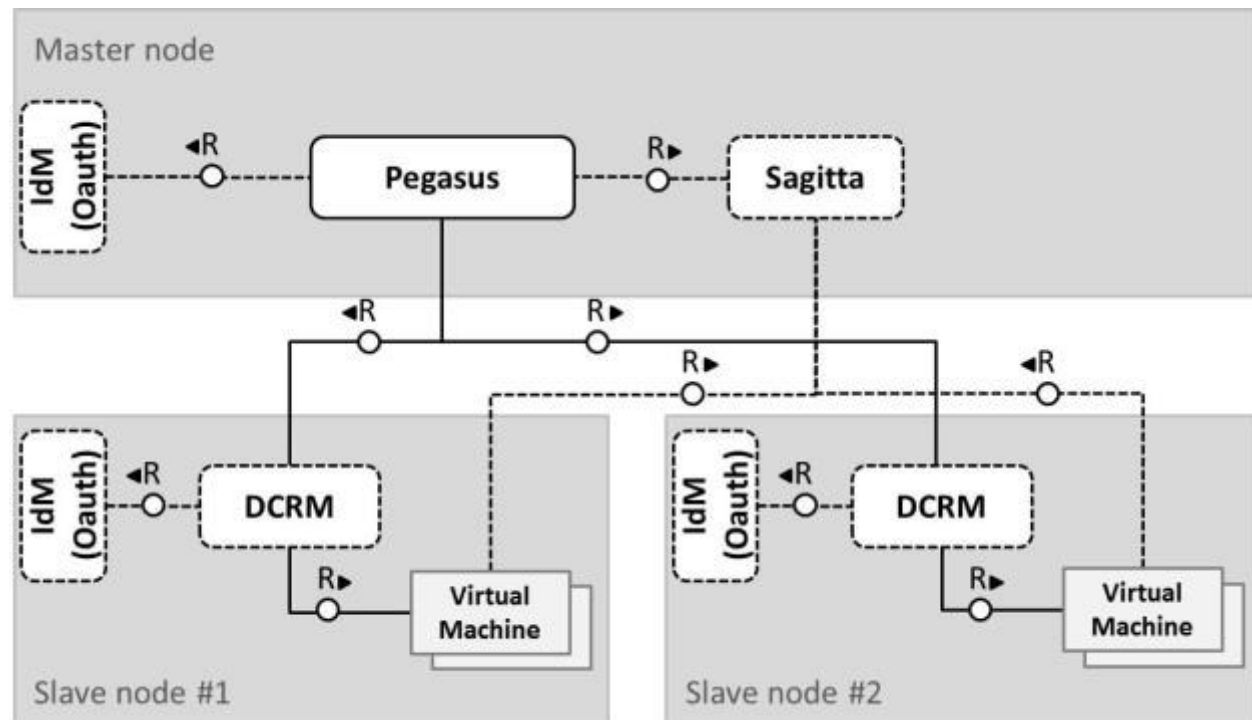 Master node
IdM
(Oauth)
◄R
Pegasus
R►
Sagitta
◄R
R►
R►
◄R
IdM
(Oauth)
◄R
DCRM
R►
Virtual
Machine
Slave node #1
IdM
(Oauth)
◄R
DCRM
R►
Virtual
Machine
Slave node #2